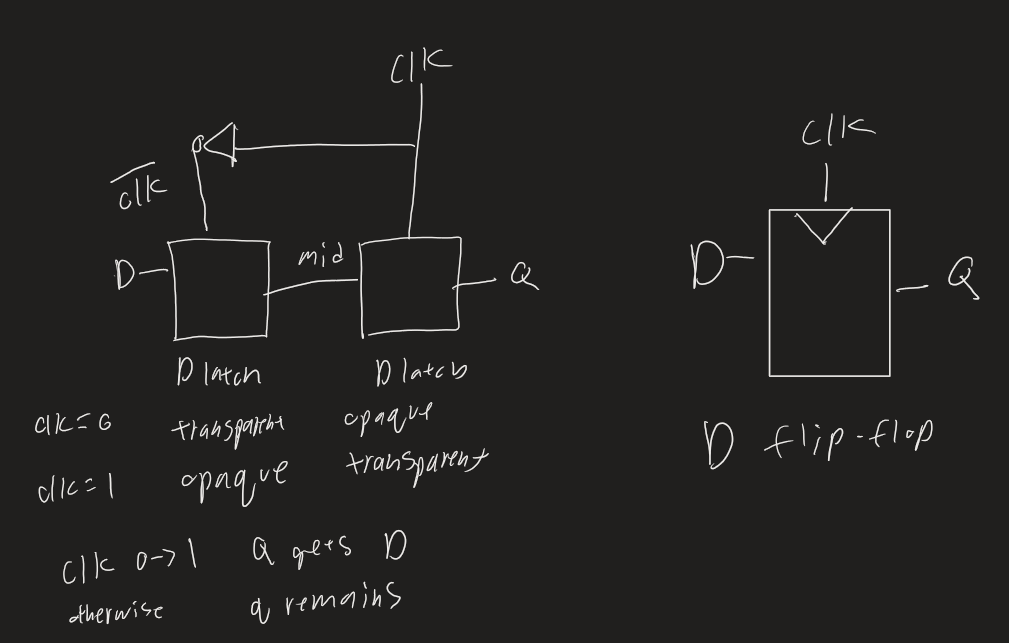 clk
clk
D
mid
Q
D latch
D latch
clk = 0 transparent opaque
clk = 1 opaque transparent
clk 0->1 Q gets D
otherwise Q remains
clk
D
Q
D flip-flop